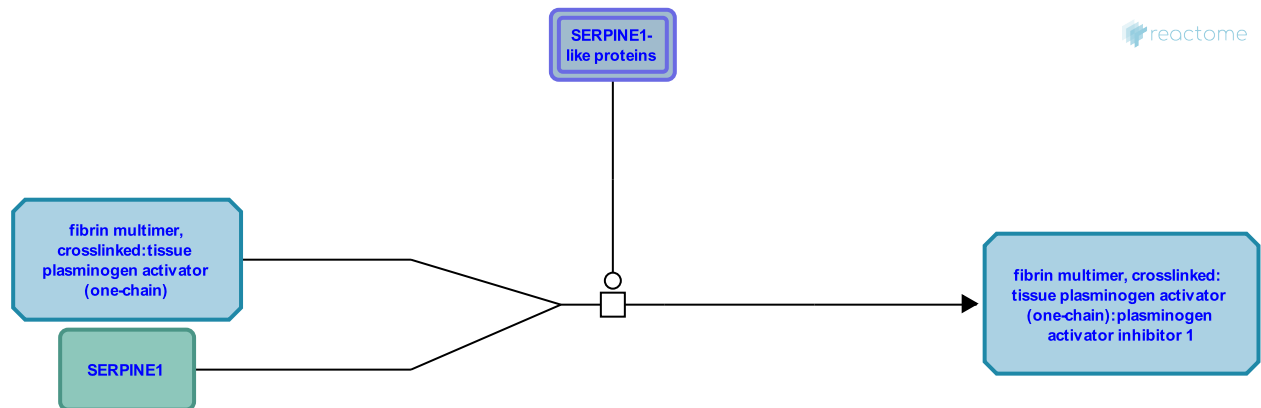 SERPINE1-
like proteins
reactome
fibrin multimer,
crosslinked:tissue
plasminogen activator
(one-chain)
SERPINE1
fibrin multimer, crosslinked:
tissue plasminogen activator
(one-chain):plasminogen
activator inhibitor 1